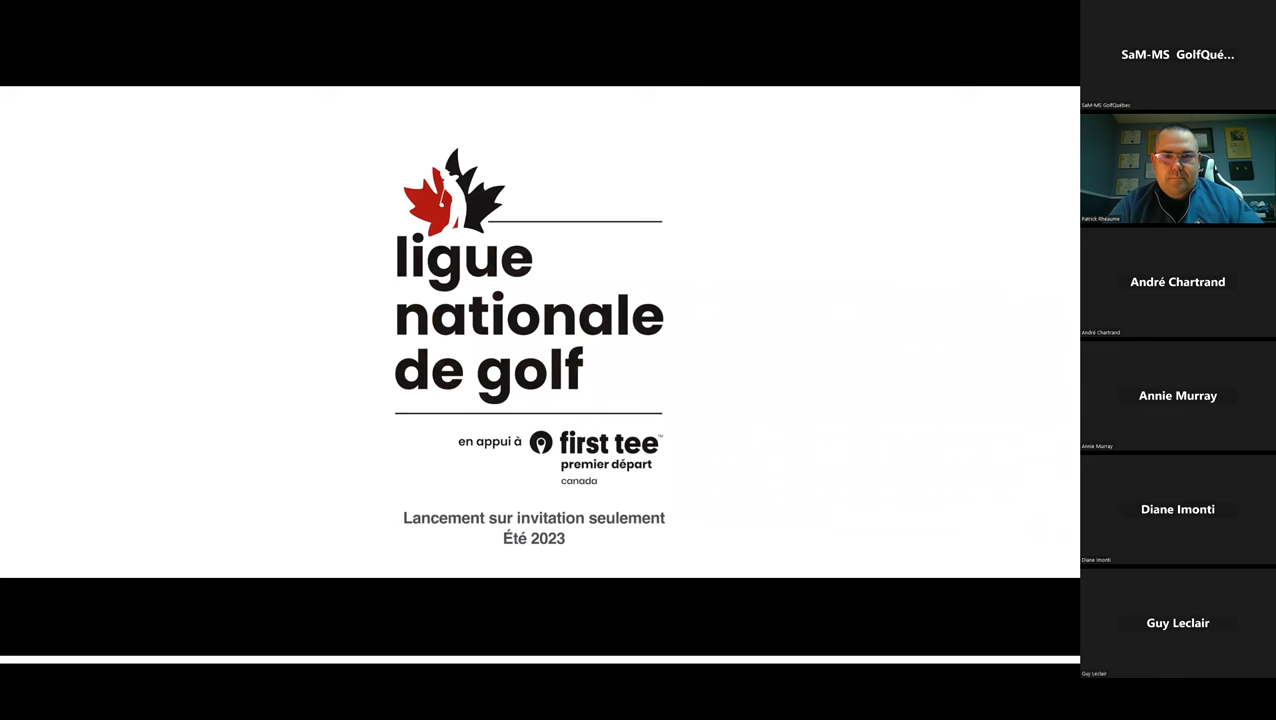 ligue
nationale
de golf
en appui à first tee™
premier départ
canada
Lancement sur invitation seulement
Été 2023
SaM-MS GolfQué...
SaM-MS GolfQuébec
Patrick Rhéaume
André Chartrand
André Chartrand
Annie Murray
Annie Murray
Diane Imonti
Diane Imonti
Guy Leclair
Guy Leclair